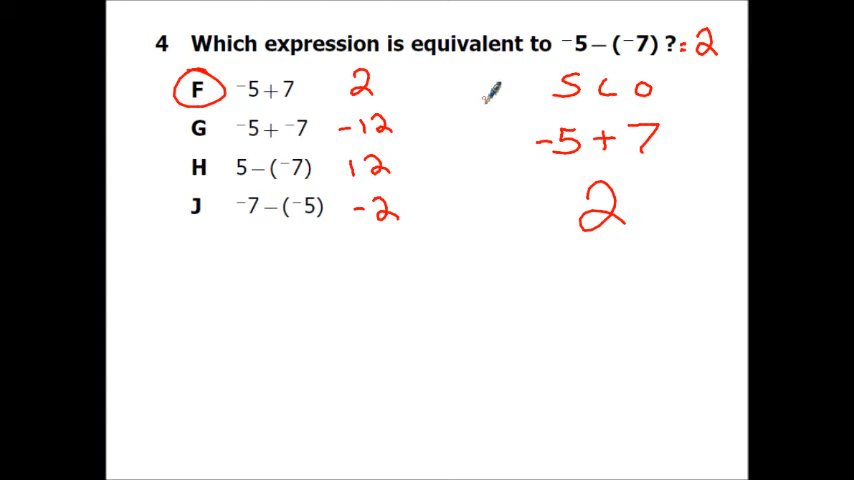 4 Which expression is equivalent to ⁻5 – (⁻7) ? = 2
F ⁻5 + 7 2
G ⁻5 + ⁻7 -12
H 5 – (⁻7) 12
J ⁻7 – (⁻5) -2
S C O
-5 + 7
2